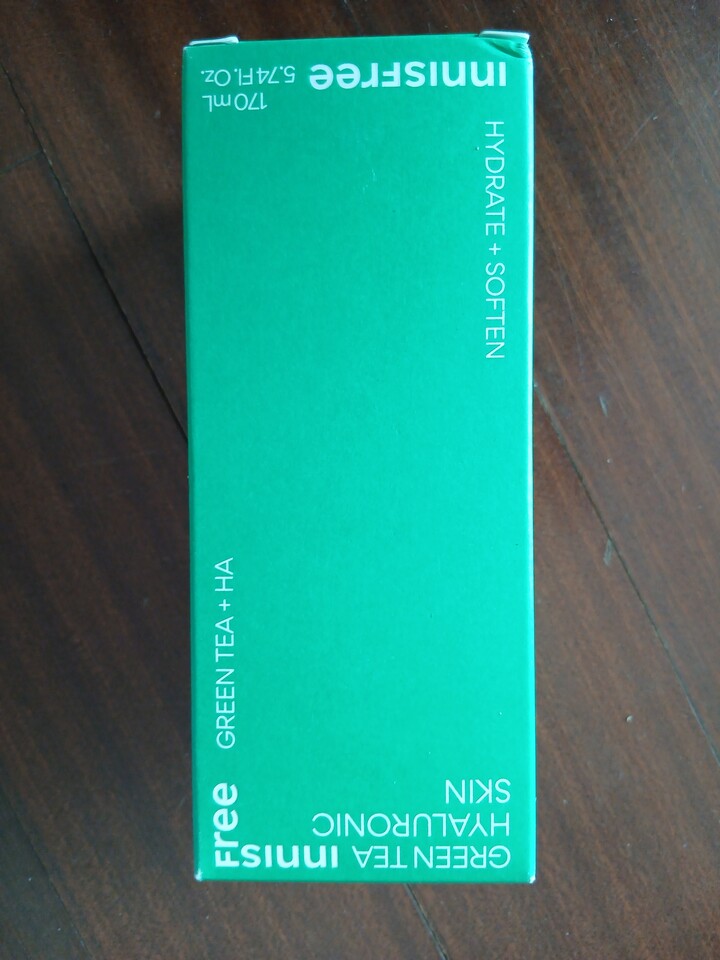 GREEN TEA
HYALURONIC
SKIN
INNISFree
GREEN TEA + HA
HYDRATE + SOFTEN
INNISFree
170 mL
5.74 Fl. Oz.